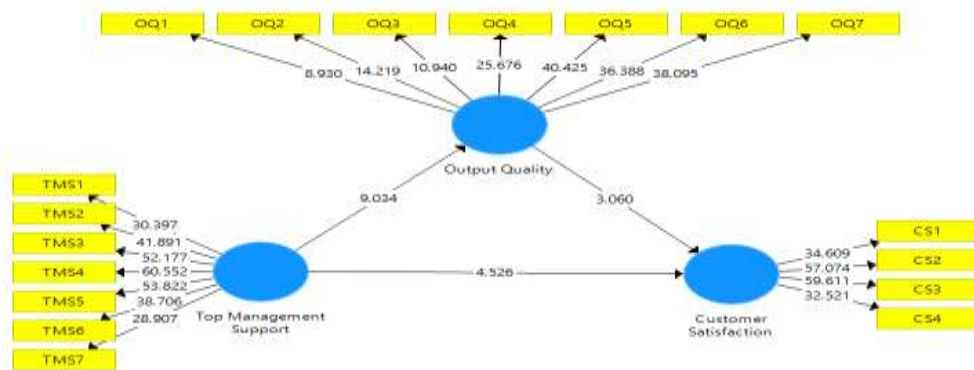 OQ1
OQ2
OQ3
OQ4
OQ5
OQ6
OQ7
8.930
14.219
10.940
25.676
40.425
36.388
38.095
Output Quality
9.034
3.060
TMS1
TMS2
TMS3
TMS4
TMS5
TMS6
TMS7
30.397
41.891
52.177
60.552
53.822
38.706
28.907
Top Management
Support
4.526
Customer
Satisfaction
34.609
57.074
59.611
32.521
CS1
CS2
CS3
CS4